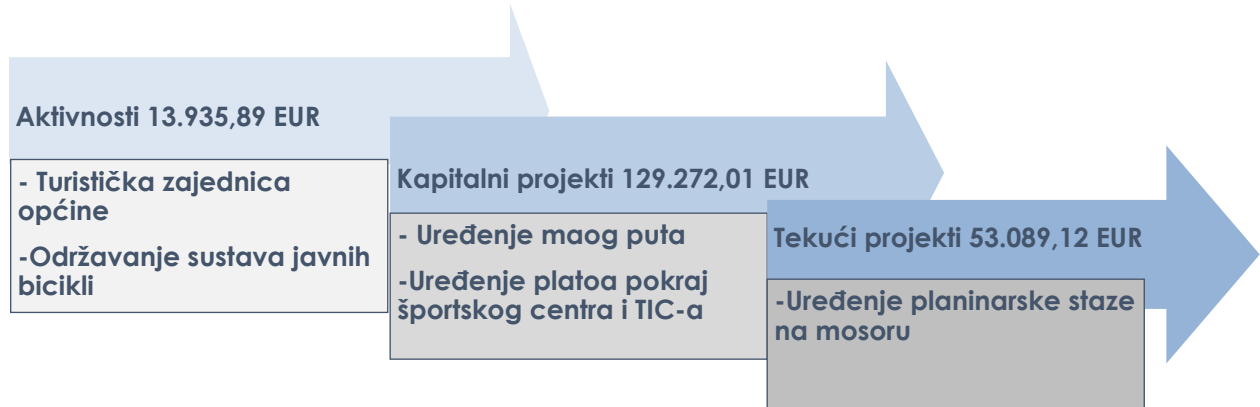 Aktivnosti 13.935,89 EUR
- Turistička zajednica
općine
-Održavanje sustava javnih
bicikli
Kapitalni projekti 129.272,01 EUR
- Uređenje maog puta
-Uređenje platoa pokraj
športskog centra i TIC-a
Tekući projekti 53.089,12 EUR
-Uređenje planinarske staze
na mosoru